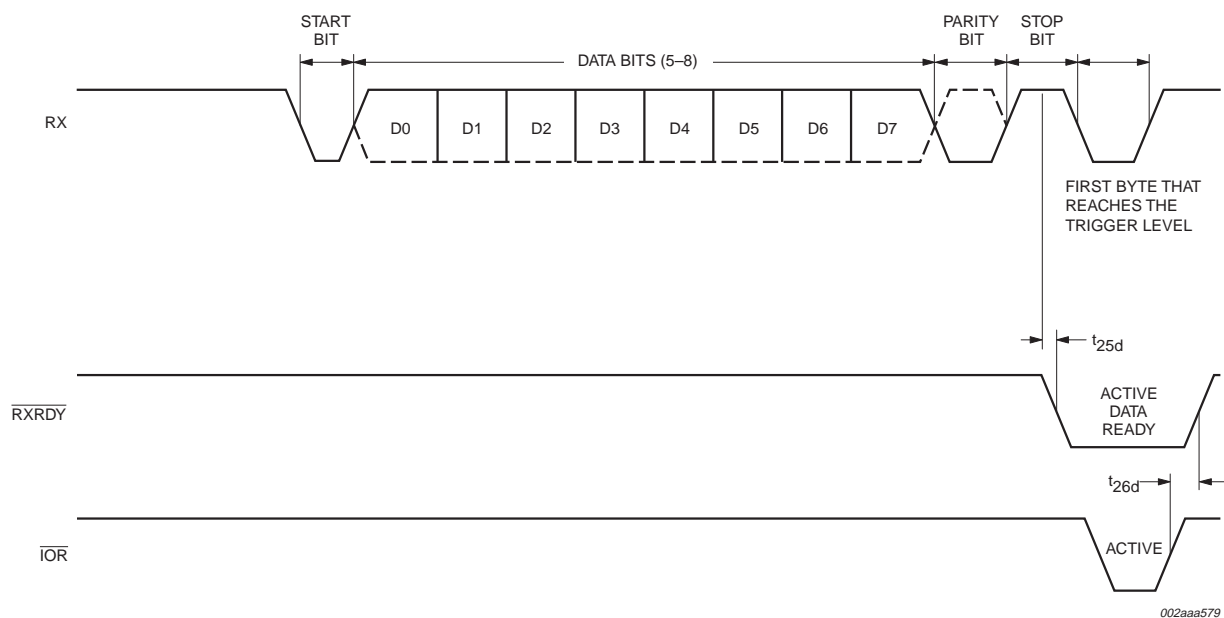 START
BIT
PARITY
BIT
STOP
BIT
DATA BITS (5–8)
RX
D0 D1 D2 D3 D4 D5 D6 D7
FIRST BYTE THAT
REACHES THE
TRIGGER LEVEL
t25d
RXRDY
ACTIVE
DATA
READY
t26d
IOR
ACTIVE
002aaa579